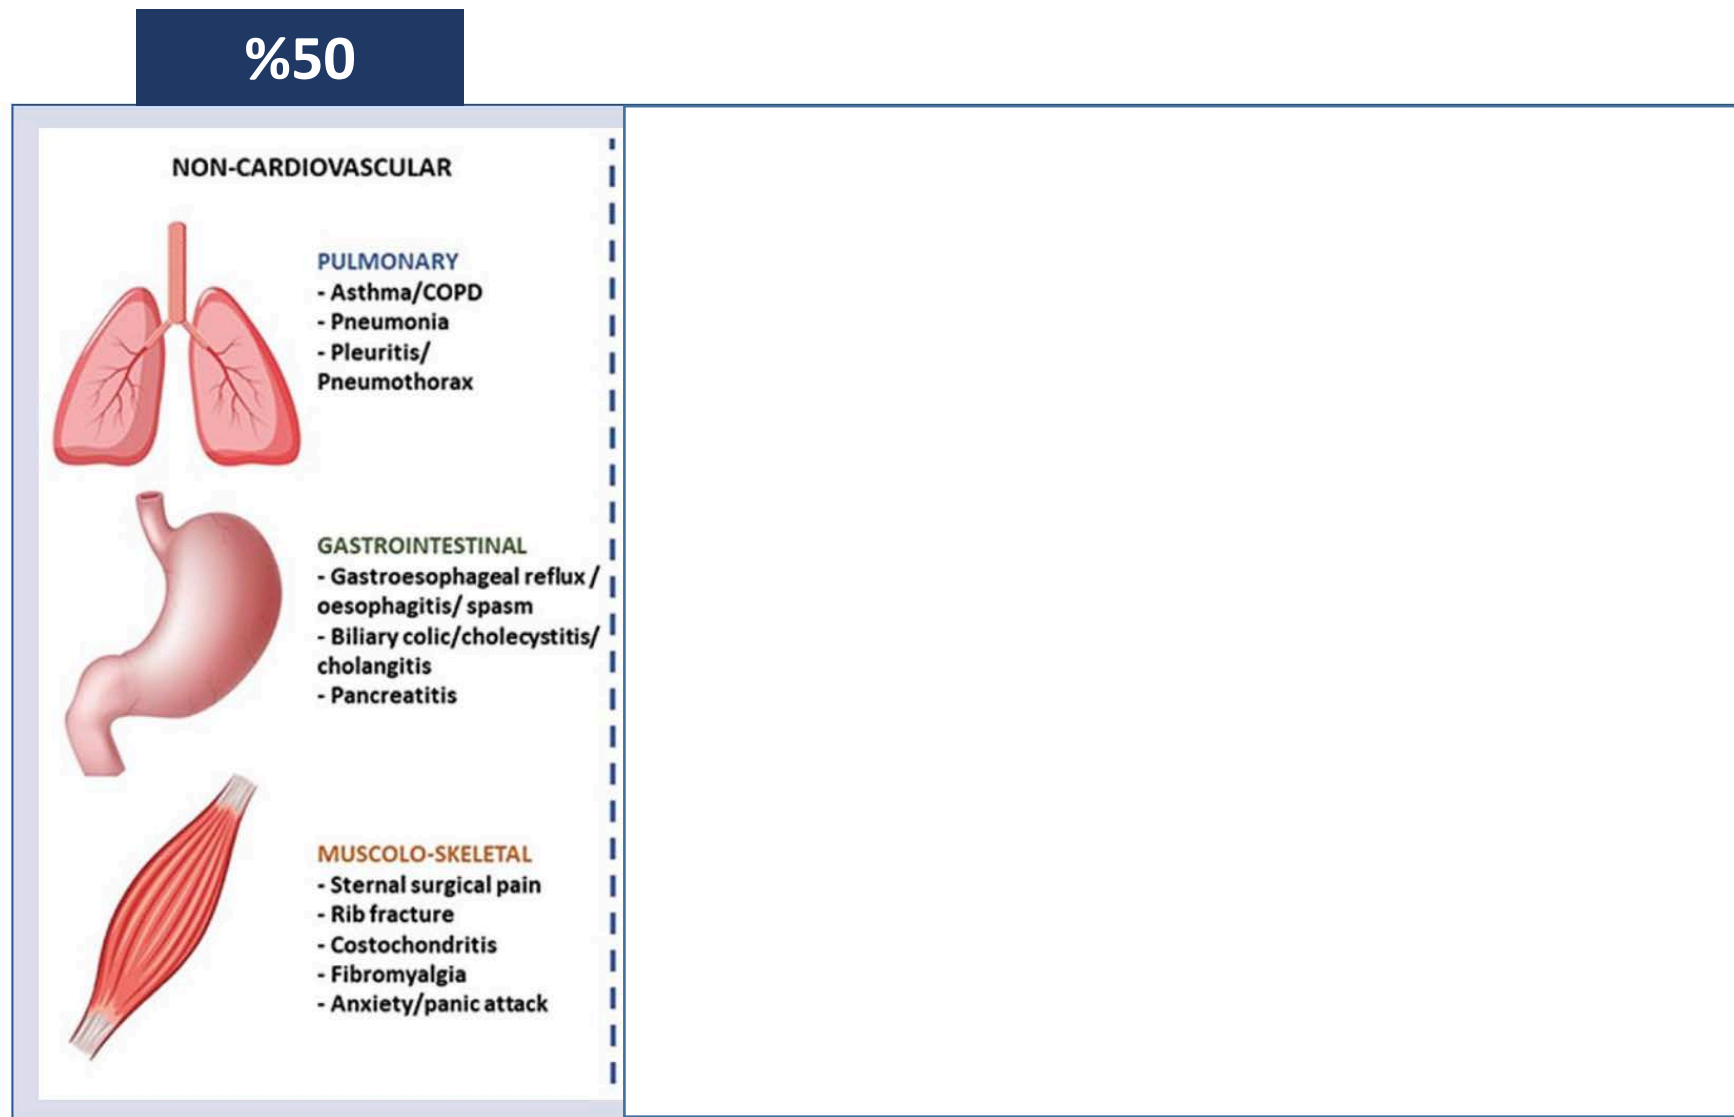 %50
NON-CARDIOVASCULAR
PULMONARY
- Asthma/COPD
- Pneumonia
- Pleuritis/
Pneumothorax
GASTROINTESTINAL
- Gastroesophageal reflux /
oesophagitis/ spasm
- Biliary colic/cholecystitis/
cholangitis
- Pancreatitis
MUSCOLO-SKELETAL
- Sternal surgical pain
- Rib fracture
- Costochondritis
- Fibromyalgia
- Anxiety/panic attack